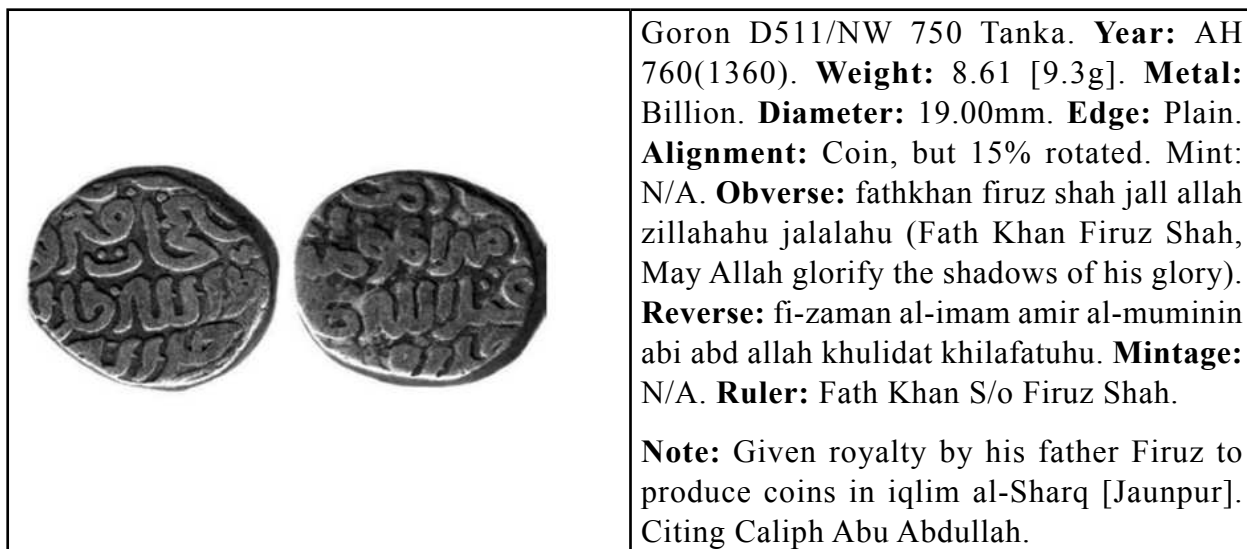 Goron D511/NW 750 Tanka. Year: AH
760(1360). Weight: 8.61 [9.3g]. Metal:
Billion. Diameter: 19.00mm. Edge: Plain.
Alignment: Coin, but 15% rotated. Mint:
N/A. Obverse: fathkhan firuz shah jall allah
zillahahu jalalahu (Fath Khan Firuz Shah,
May Allah glorify the shadows of his glory).
Reverse: fi-zaman al-imam amir al-muminin
abi abd allah khulidat khilafatuhu. Mintage:
N/A. Ruler: Fath Khan S/o Firuz Shah.
Note: Given royalty by his father Firuz to
produce coins in iqlim al-Sharq [Jaunpur].
Citing Caliph Abu Abdullah.